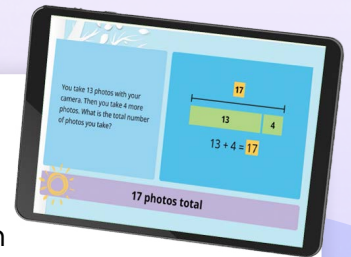 You take 13 photos with your
camera. Then you take 4 more
photos. What is the total number
of photos you take?
17
13 4
13 + 4 = 17
17 photos total